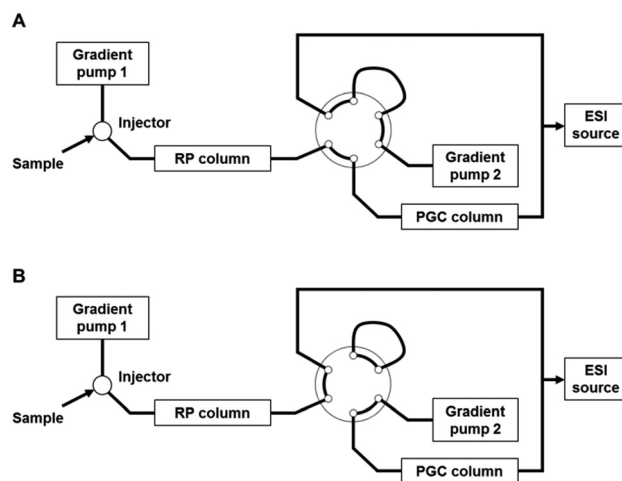 A
Gradient
pump 1
Injector
Sample
RP column
Gradient
pump 2
PGC column
ESI
source
B
Gradient
pump 1
Injector
Sample
RP column
Gradient
pump 2
PGC column
ESI
source